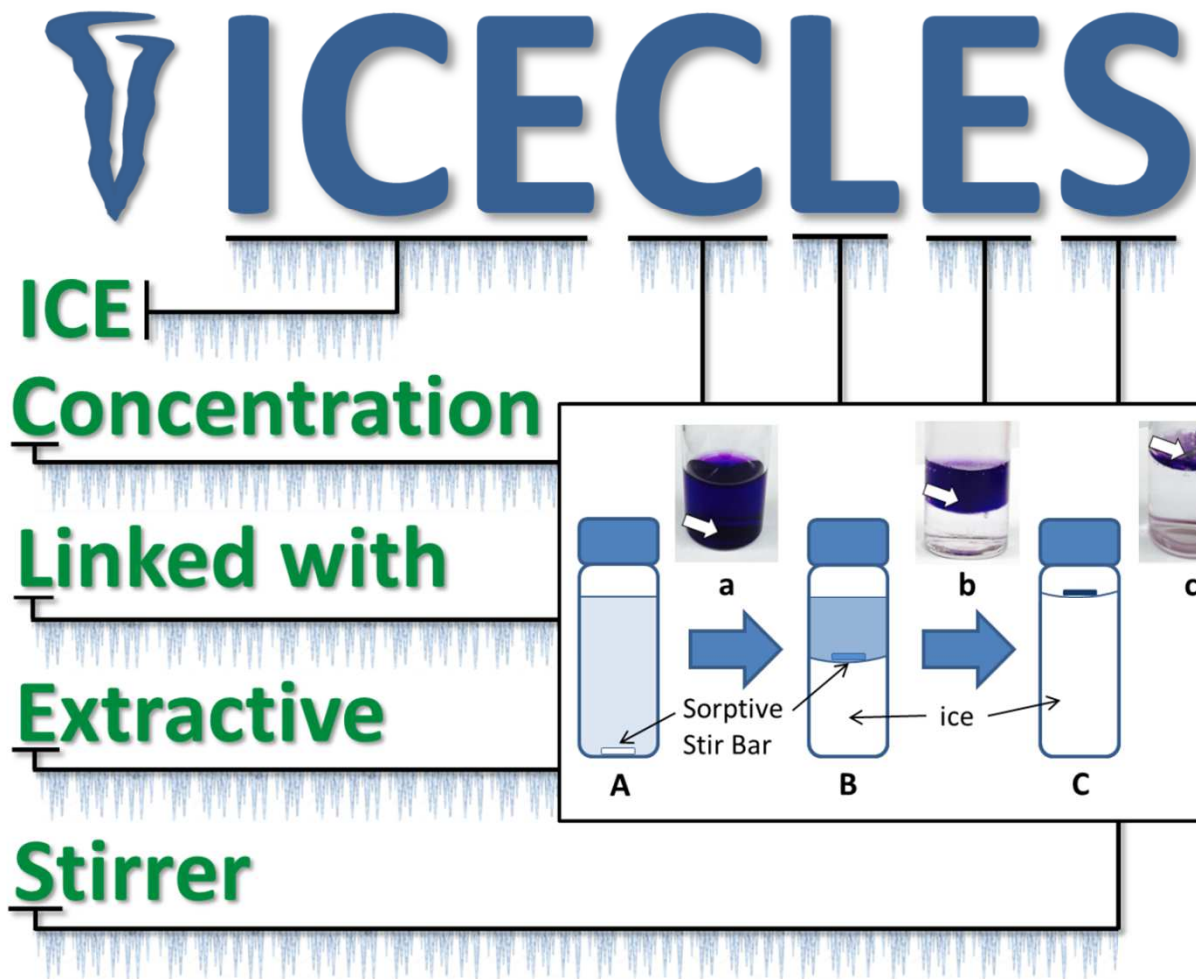 ICECLES
ICE
Concentration
Linked with
Extractive
Stirrer
a
b
c
Sorptive
Stir Bar
ice
A
B
C